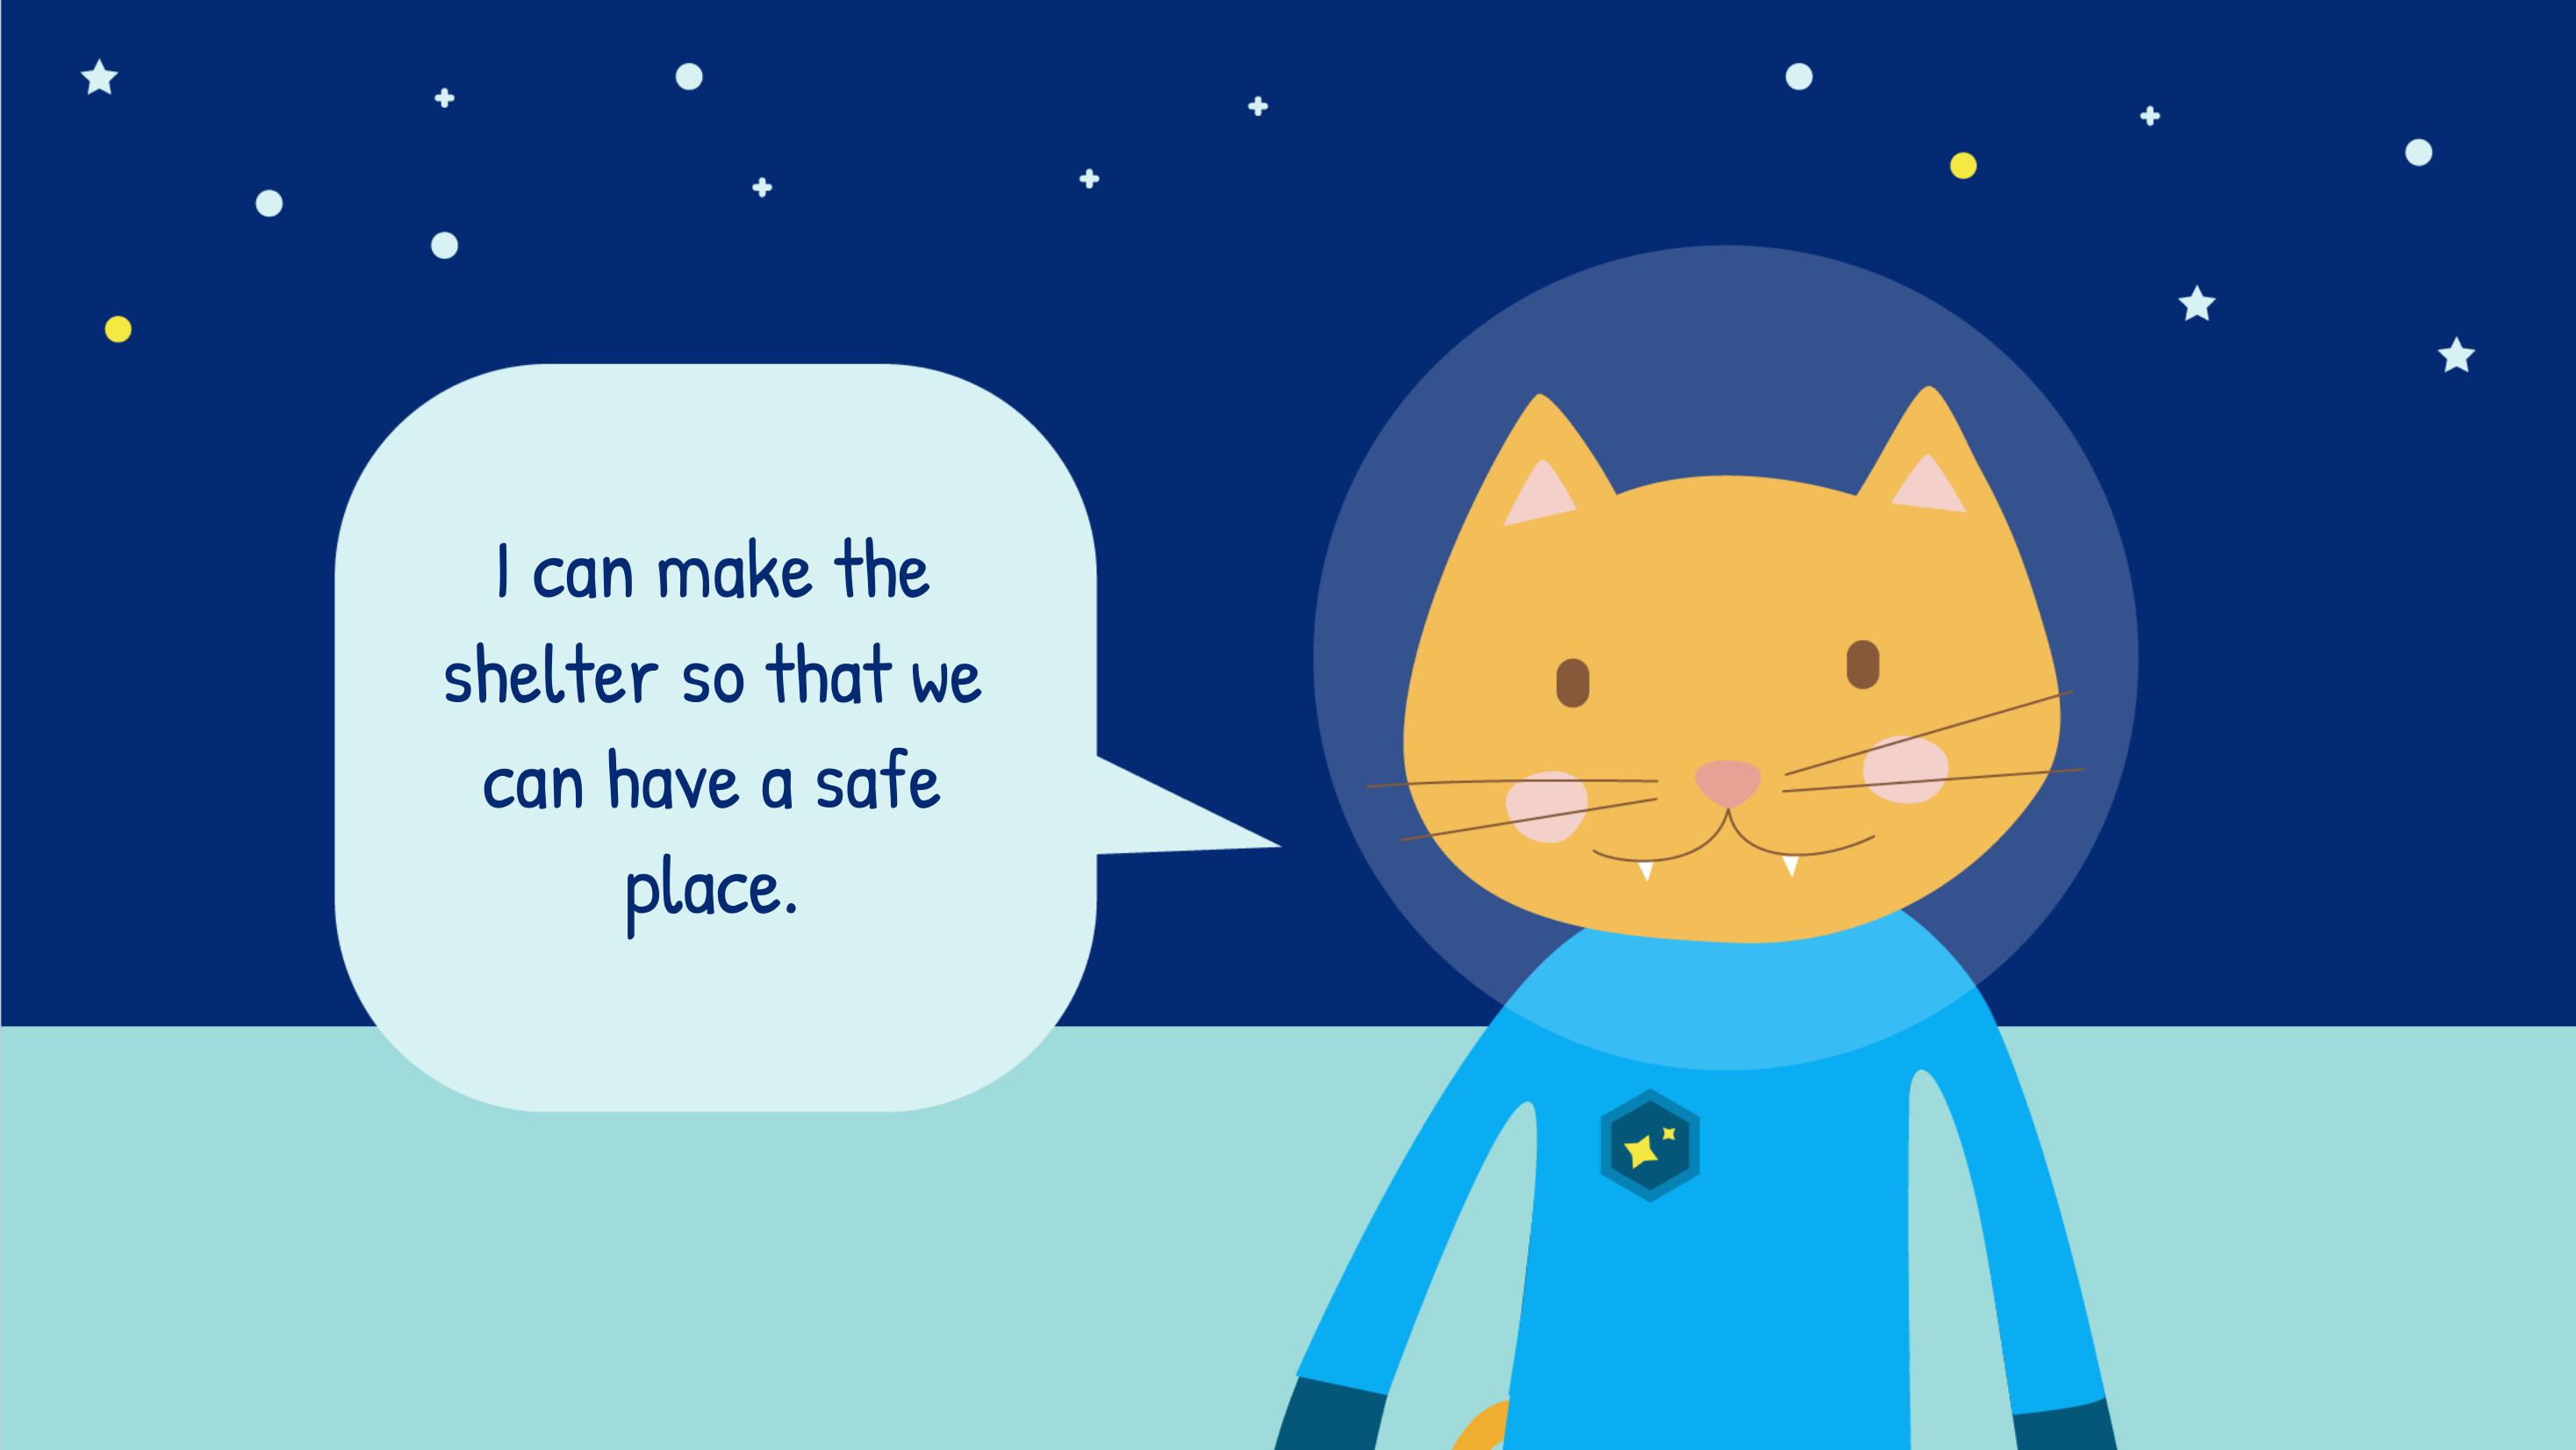 I can make the
shelter so that we
can have a safe
place.